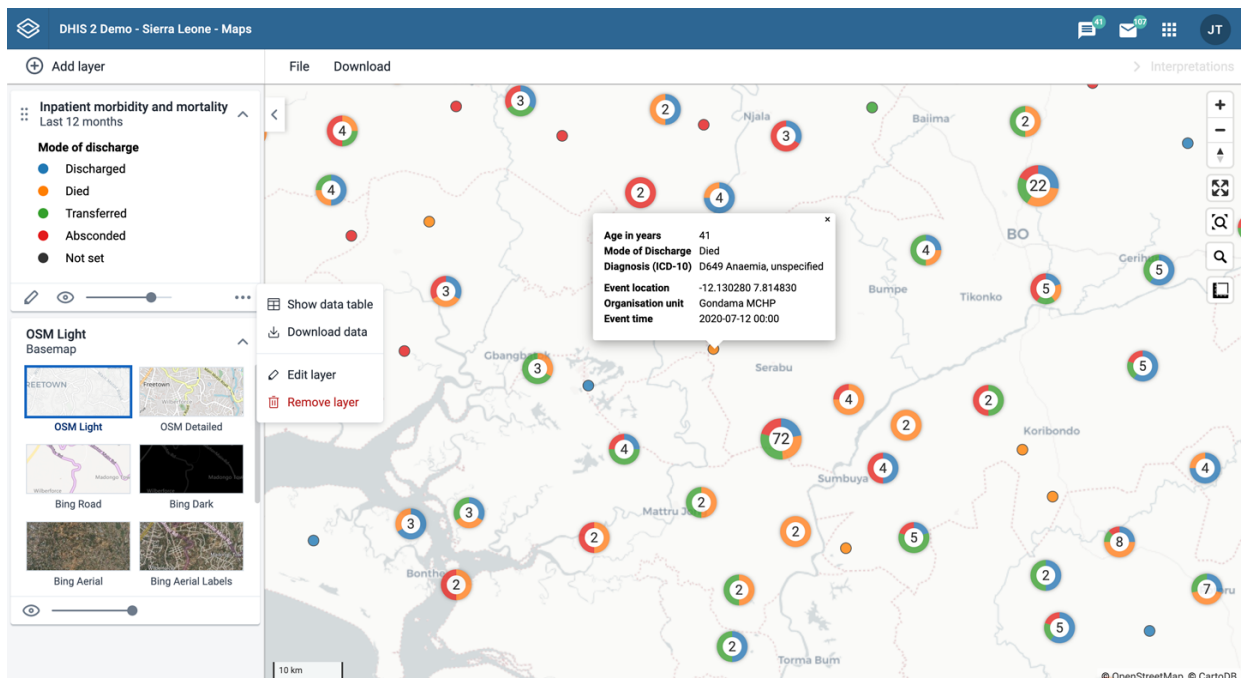 DHIS 2 Demo - Sierra Leone - Maps
41
107
JT
Add layer
File
Download
Interpretations
Inpatient morbidity and mortality
Last 12 months
Mode of discharge
Discharged
Died
Transferred
Absconded
Not set
Show data table
Download data
Edit layer
Remove layer
OSM Light
Basemap
REETOWN
Freetown
OSM Light
OSM Detailed
Wilberforce
Bing Road
Bing Dark
Bing Aerial
Bing Aerial Labels
Age in years 41
Mode of Discharge Died
Diagnosis (ICD-10) D649 Anaemia, unspecified
Event location -12.130280 7.814830
Organisation unit Gondama MCHP
Event time 2020-07-12 00:00
×
3
2
Njala
Baiima
2
4
3
4
2
4
22
BO
4
Gerihu
5
3
Bumpe
Tikonko
5
Gbangbatok
3
Serabu
5
4
2
2
72
Koribondo
4
4
Sumbuya
4
Mattru Jo
2
3
3
2
2
5
8
Bonthe
2
2
2
7
ru
5
2
Torma Bum
10 km
© OpenStreetMap, © CartoDB